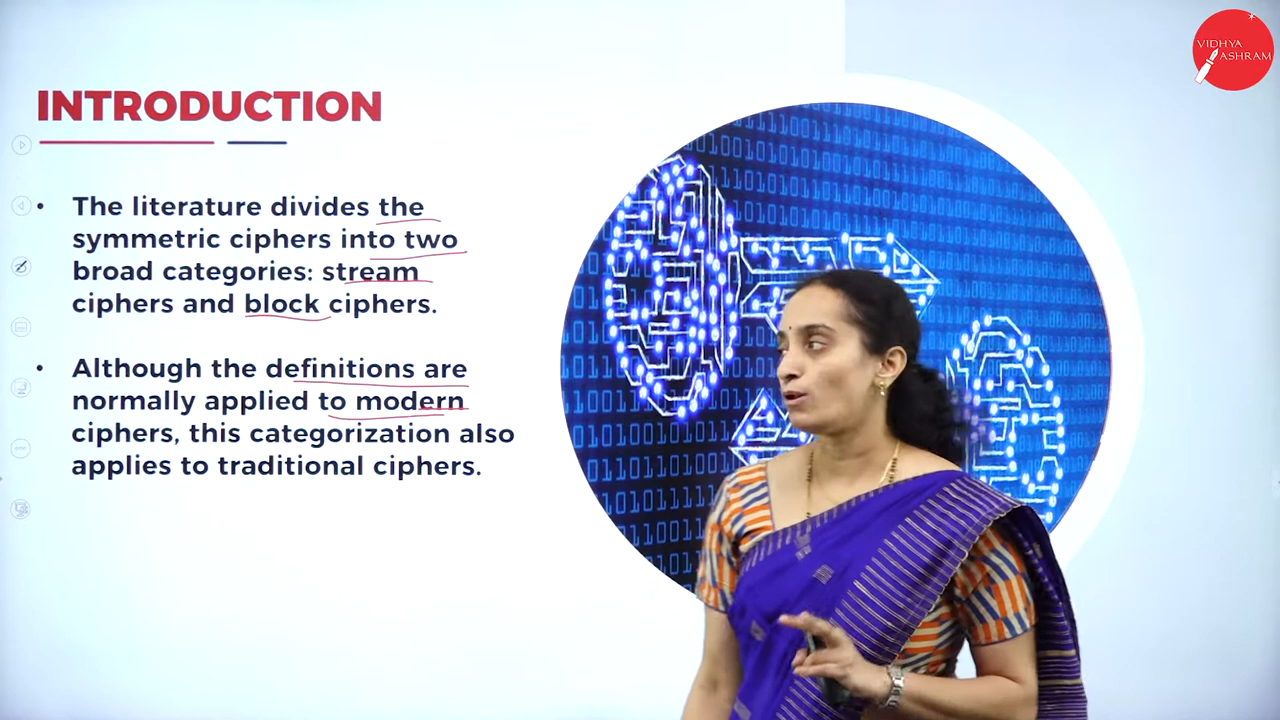 VIDHYA
ASHRAM
INTRODUCTION
• The literature divides the
symmetric ciphers into two
broad categories: stream
ciphers and block ciphers.
• Although the definitions are
normally applied to modern
ciphers, this categorization also
applies to traditional ciphers.